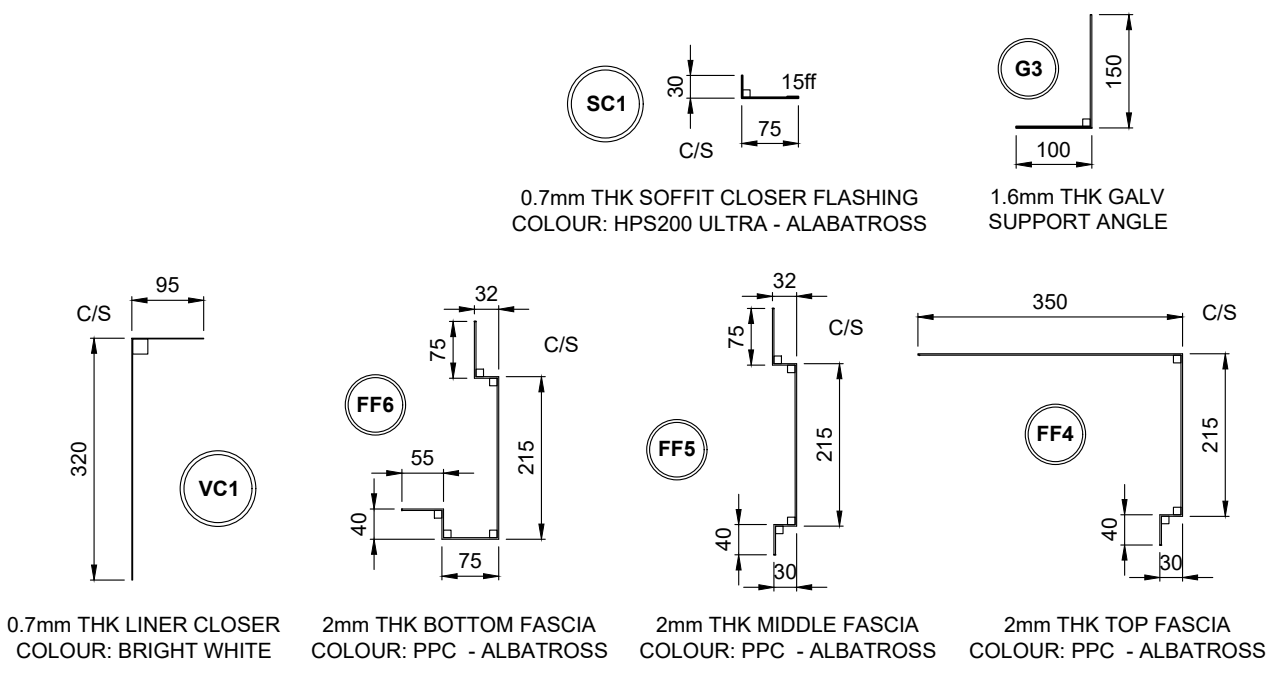 SC1
30
15ff
75
C/S
0.7mm THK SOFFIT CLOSER FLASHING
COLOUR: HPS200 ULTRA - ALABATROSS
G3
150
100
1.6mm THK GALV
SUPPORT ANGLE
95
C/S
320
VC1
0.7mm THK LINER CLOSER
COLOUR: BRIGHT WHITE
32
75
C/S
FF6
215
55
40
75
2mm THK BOTTOM FASCIA
COLOUR: PPC - ALBATROSS
32
75
C/S
FF5
215
40
30
2mm THK MIDDLE FASCIA
COLOUR: PPC - ALBATROSS
350
C/S
FF4
215
40
30
2mm THK TOP FASCIA
COLOUR: PPC - ALBATROSS